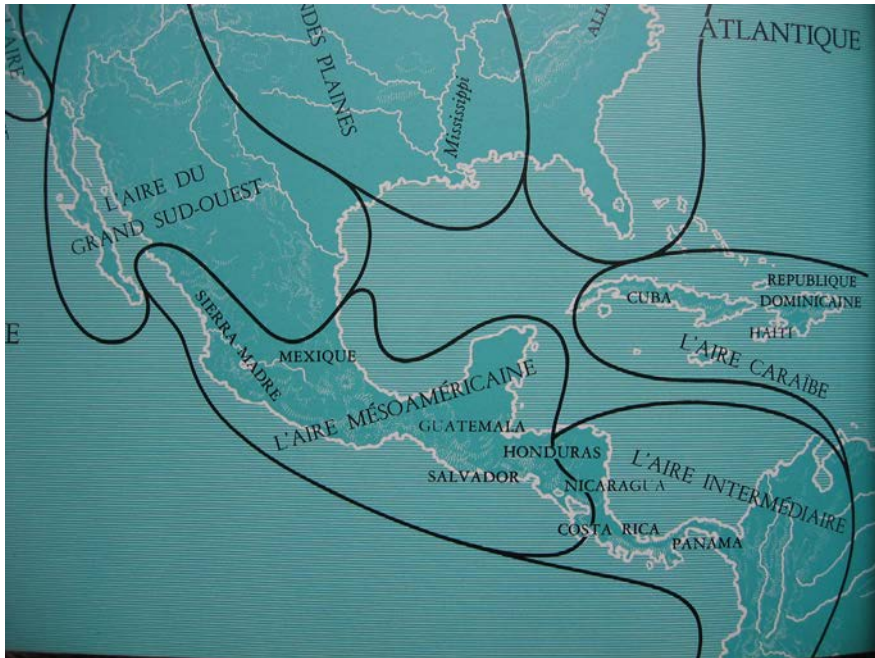 ATLANTIQUE
Mississippi
L'AIRE DU
GRAND SUD-OUEST
REPUBLIQUE
DOMINICAINE
CUBA
HAÏTI
L'AIRE CARAÏBE
SIERRA MADRE
MEXIQUE
L'AIRE MÉSOAMÉRICAINE
GUATEMALA
HONDURAS
L'AIRE INTERMÉDIAIRE
SALVADOR
NICARAGUA
COSTA RICA
PANAMA
PLAINES